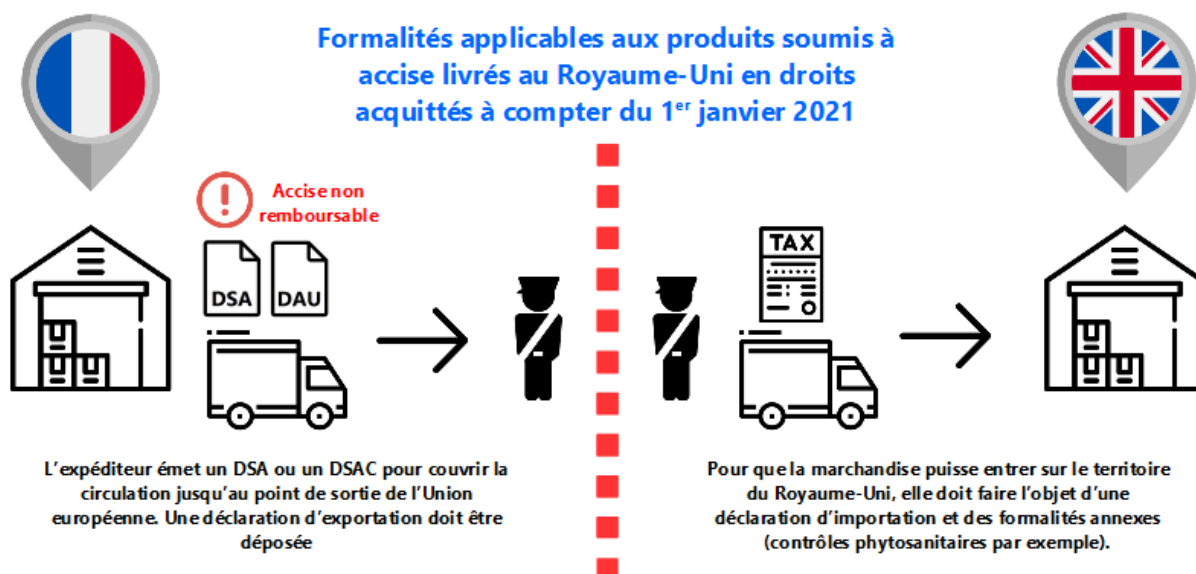 Formalités applicables aux produits soumis à
accise livrés au Royaume-Uni en droits
acquittés à compter du 1er janvier 2021
Accise non
remboursable
DSA
DAU
TAX
L'expéditeur émet un DSA ou un DSAC pour couvrir la
circulation jusqu'au point de sortie de l'Union
européenne. Une déclaration d'exportation doit être
déposée
Pour que la marchandise puisse entrer sur le territoire
du Royaume-Uni, elle doit faire l'objet d'une
déclaration d'importation et des formalités annexes
(contrôles phytosanitaires par exemple).